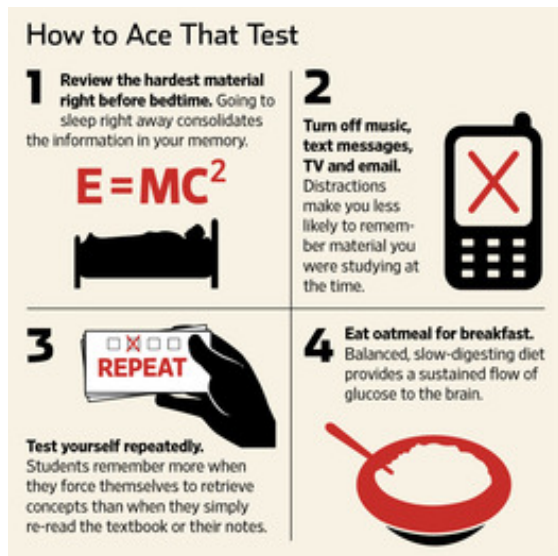 How to Ace That Test
1
Review the hardest material
right before bedtime. Going to
sleep right away consolidates
the information in your memory.
E=MC²
2
Turn off music,
text messages,
TV and email.
Distractions
make you less
likely to remem-
ber material you
were studying at
the time.
3
REPEAT
Test yourself repeatedly.
Students remember more when
they force themselves to retrieve
concepts than when they simply
re-read the textbook or their notes.
4
Eat oatmeal for breakfast.
Balanced, slow-digesting diet
provides a sustained flow of
glucose to the brain.